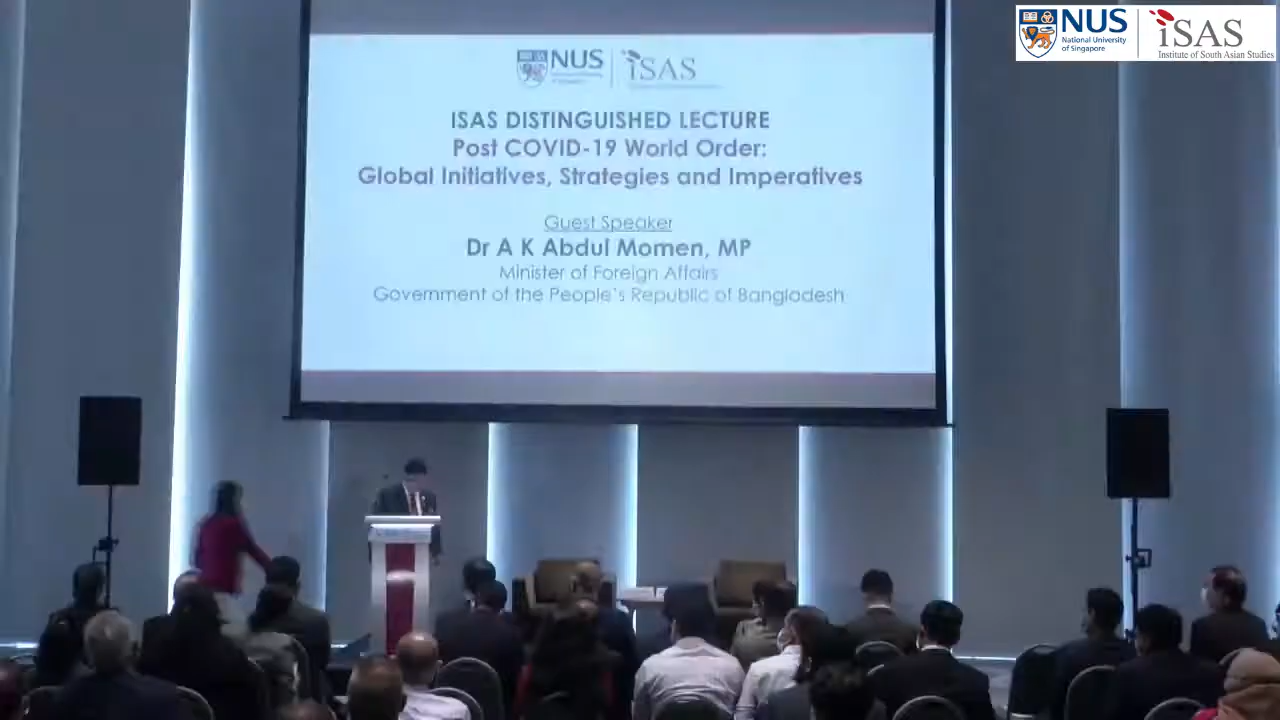 NUS
National University
of Singapore
iSAS
Institute of South Asian Studies
NUS
iSAS
ISAS DISTINGUISHED LECTURE
Post COVID-19 World Order:
Global Initiatives, Strategies and Imperatives
Guest Speaker
Dr A K Abdul Momen, MP
Minister of Foreign Affairs
Government of the People's Republic of Bangladesh